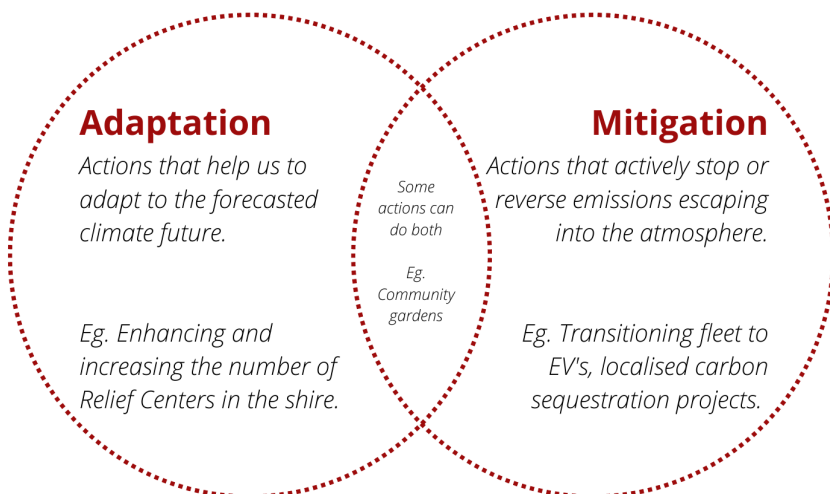 Adaptation
Actions that help us to
adapt to the forecasted
climate future.
Eg. Enhancing and
increasing the number of
Relief Centers in the shire.
Some
actions can
do both
Eg.
Community
gardens
Mitigation
Actions that actively stop or
reverse emissions escaping
into the atmosphere.
Eg. Transitioning fleet to
EV's, localised carbon
sequestration projects.